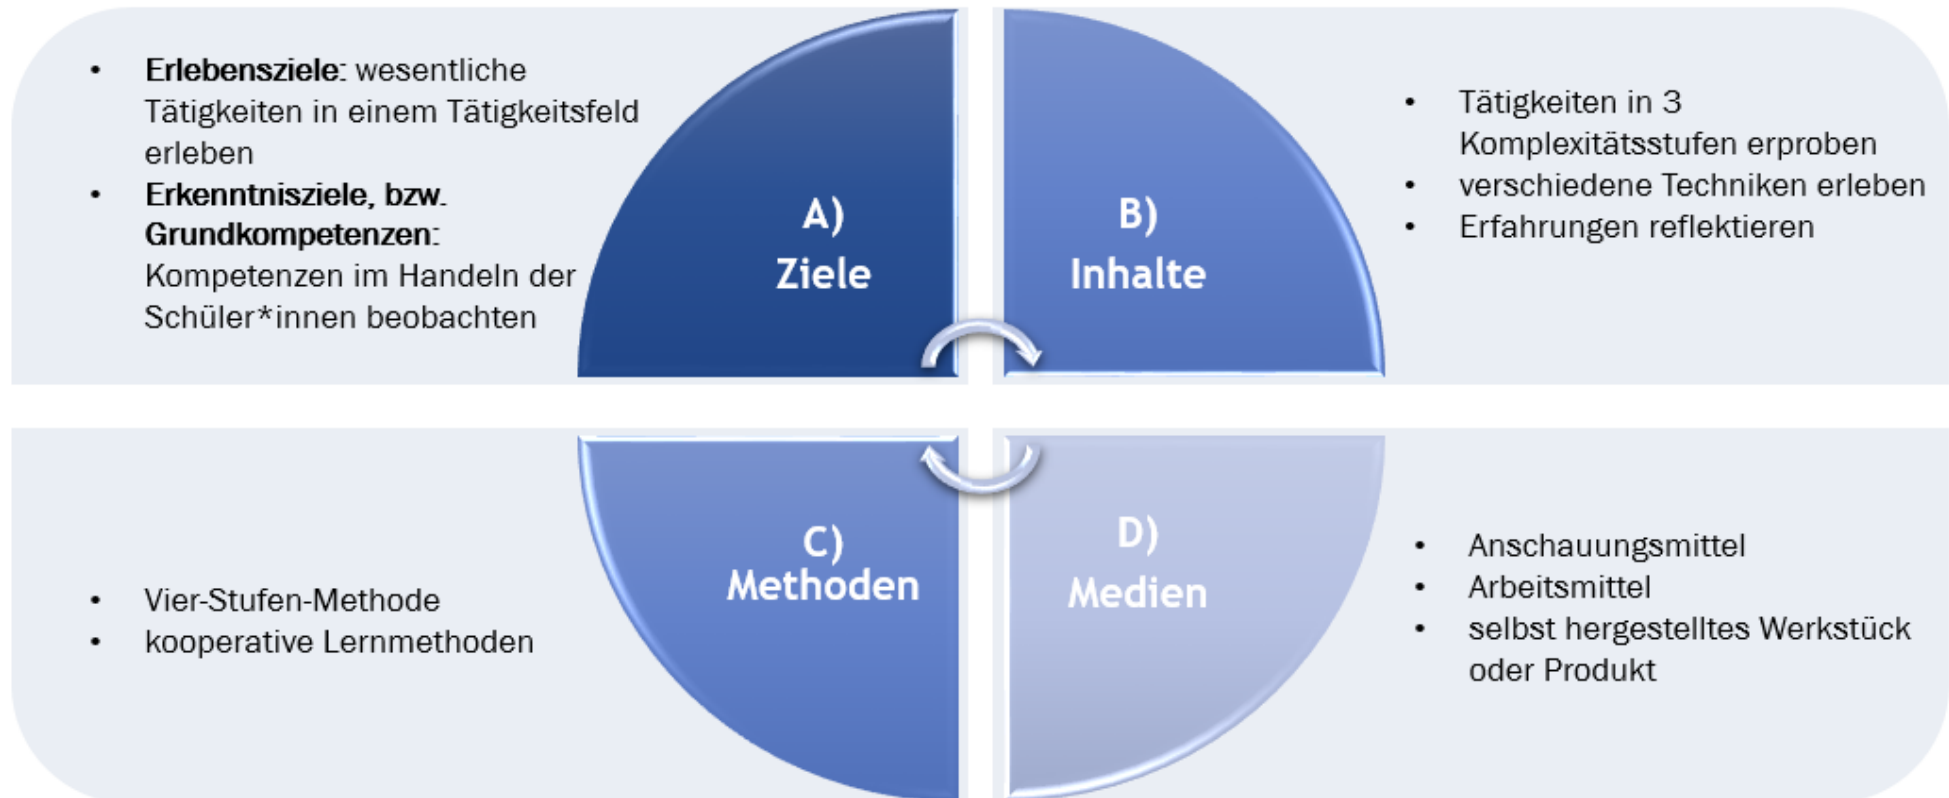 • Erlebensziele: wesentliche
Tätigkeiten in einem Tätigkeitsfeld
erleben
• Erkenntnisziele, bzw.
Grundkompetenzen:
Kompetenzen im Handeln der
Schüler*innen beobachten
A)
Ziele
B)
Inhalte
• Tätigkeiten in 3
Komplexitätsstufen erproben
• verschiedene Techniken erleben
• Erfahrungen reflektieren
• Vier-Stufen-Methode
• kooperative Lernmethoden
C)
Methoden
D)
Medien
• Anschauungsmittel
• Arbeitsmittel
• selbst hergestelltes Werkstück
oder Produkt